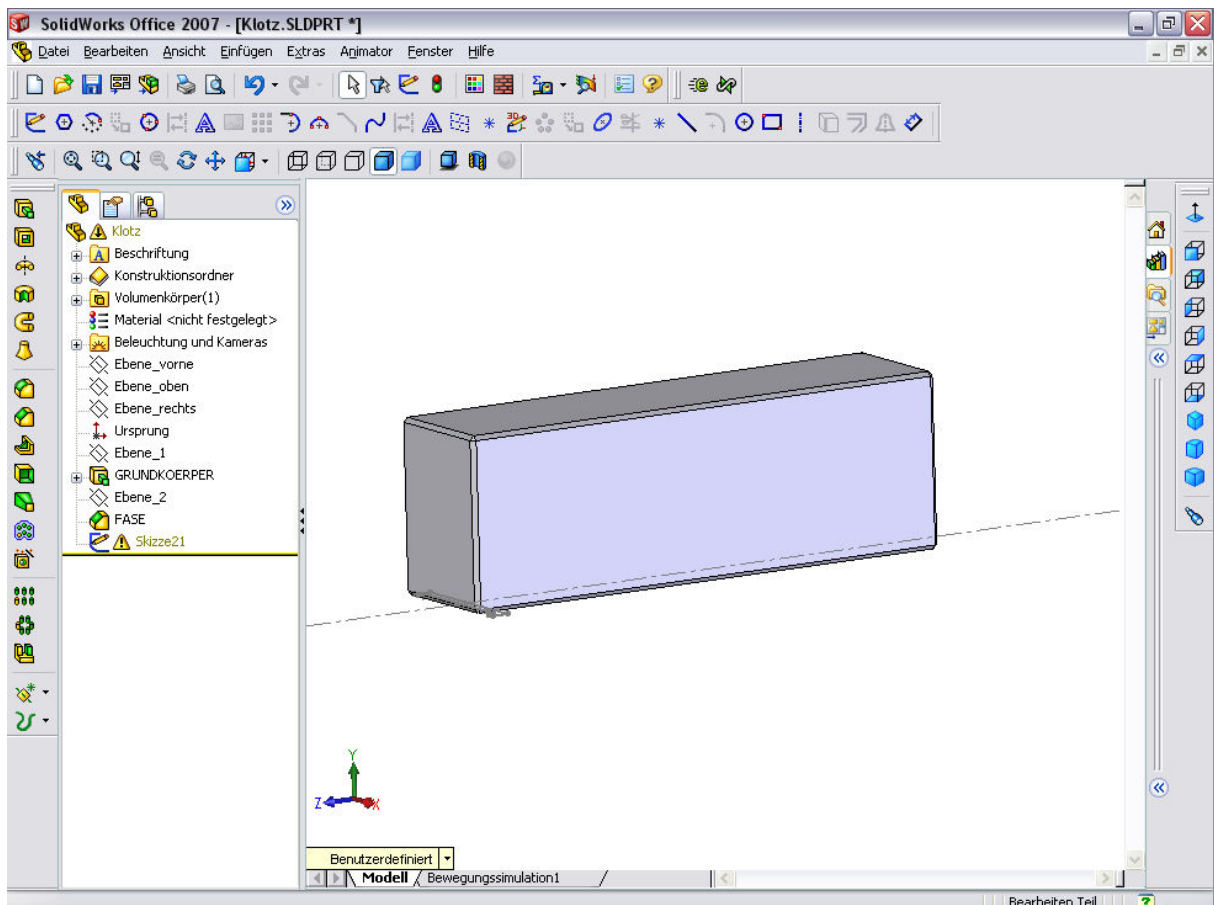 SolidWorks Office 2007 - [Klotz.SLDPRT *]
Datei Bearbeiten Ansicht Einfügen Extras Animator Fenster Hilfe
Klotz
Beschriftung
Konstruktionsordner
Volumenkörper(1)
Material <nicht festgelegt>
Beleuchtung und Kameras
Ebene_vorne
Ebene_oben
Ebene_rechts
Ursprung
Ebene_1
GRUNDKOERPER
Ebene_2
FASE
Skizze21
Y
Z
X
Benutzerdefiniert
Modell
Bewegungssimulation1
Bearbeiten Teil